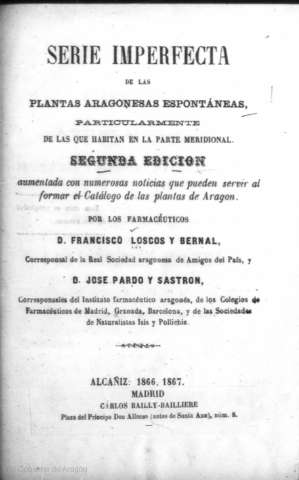 SERIE IMPERFECTA
DE LAS
PLANTAS ARAGONESAS ESPONTÁNEAS,
PARTICULARMENTE
DE LAS QUE HABITAN EN LA PARTE MERIDIONAL.
SEGUNDA EDICION
aumentada con numerosas noticias que pueden servir al
formar el Catálogo de las plantas de Aragon.
POR LOS FARMACÉUTICOS
D. FRANCISCO LOSCOS Y BERNAL,
Corresponsal de la Real Sociedad aragonesa de Amigos del País, y
D. JOSE PARDO Y SASTRON,
Corresponsales del Instituto farmacéutico aragonés, de los Colegios de
Farmacéuticos de Madrid, Granada, Barcelona, y de las Sociedades
de Naturalistas Isis y Pollichia.
ALCAÑIZ: 1866, 1867.
MADRID
CÁRLOS BAILLY-BAILLIERE
Plaza del Príncipe Don Alfonso (antes de Santa Ana), núm. 8.
Gobierno de Aragón